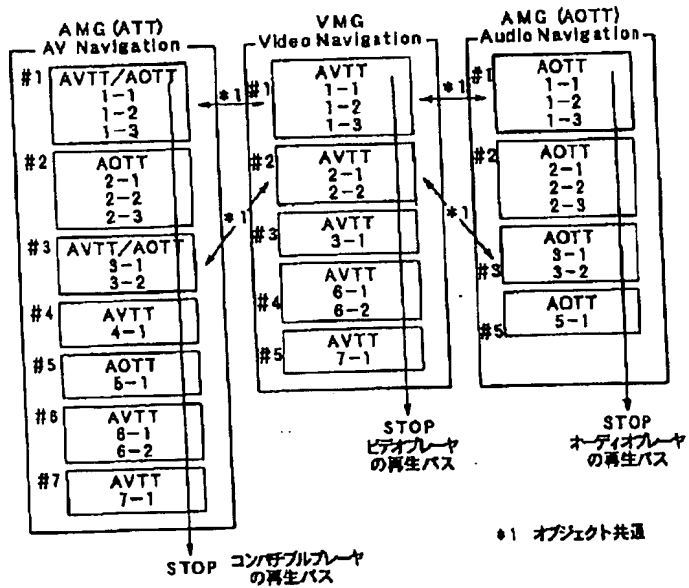 AMG (ATT)
AV Navigation
#1
AVTT/AOTT
1-1
1-2
1-3
#2
AOTT
2-1
2-2
2-3
#3
AVTT/AOTT
3-1
3-2
#4
AVTT
4-1
#5
AOTT
5-1
#6
AVTT
6-1
6-2
#7
AVTT
7-1
STOP
コンパチブルプレーヤ
の再生パス
*1
*1
VMG
Video Navigation
#1
AVTT
1-1
1-2
1-3
#2
AVTT
2-1
2-2
#3
AVTT
3-1
#4
AVTT
6-1
6-2
#5
AVTT
7-1
STOP
ビデオプレーヤ
の再生パス
*1
*1
AMG (AOTT)
Audio Navigation
#1
AOTT
1-1
1-2
1-3
#2
AOTT
2-1
2-2
2-3
#3
AOTT
3-1
3-2
#5
AOTT
5-1
STOP
オーディオプレーヤ
の再生パス
*1 オブジェクト共通